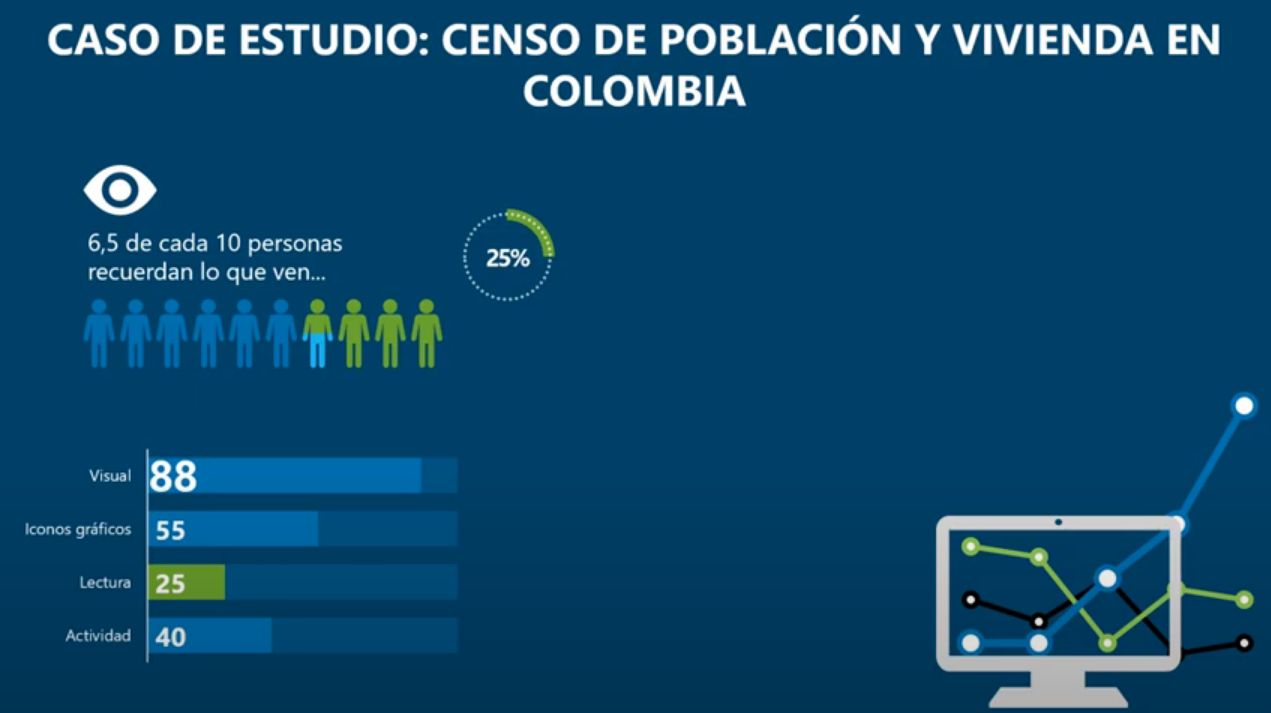 CASO DE ESTUDIO: CENSO DE POBLACIÓN Y VIVIENDA EN
COLOMBIA
6,5 de cada 10 personas
recuerdan lo que ven...
25%
Visual 88
Iconos gráficos 55
Lectura 25
Actividad 40